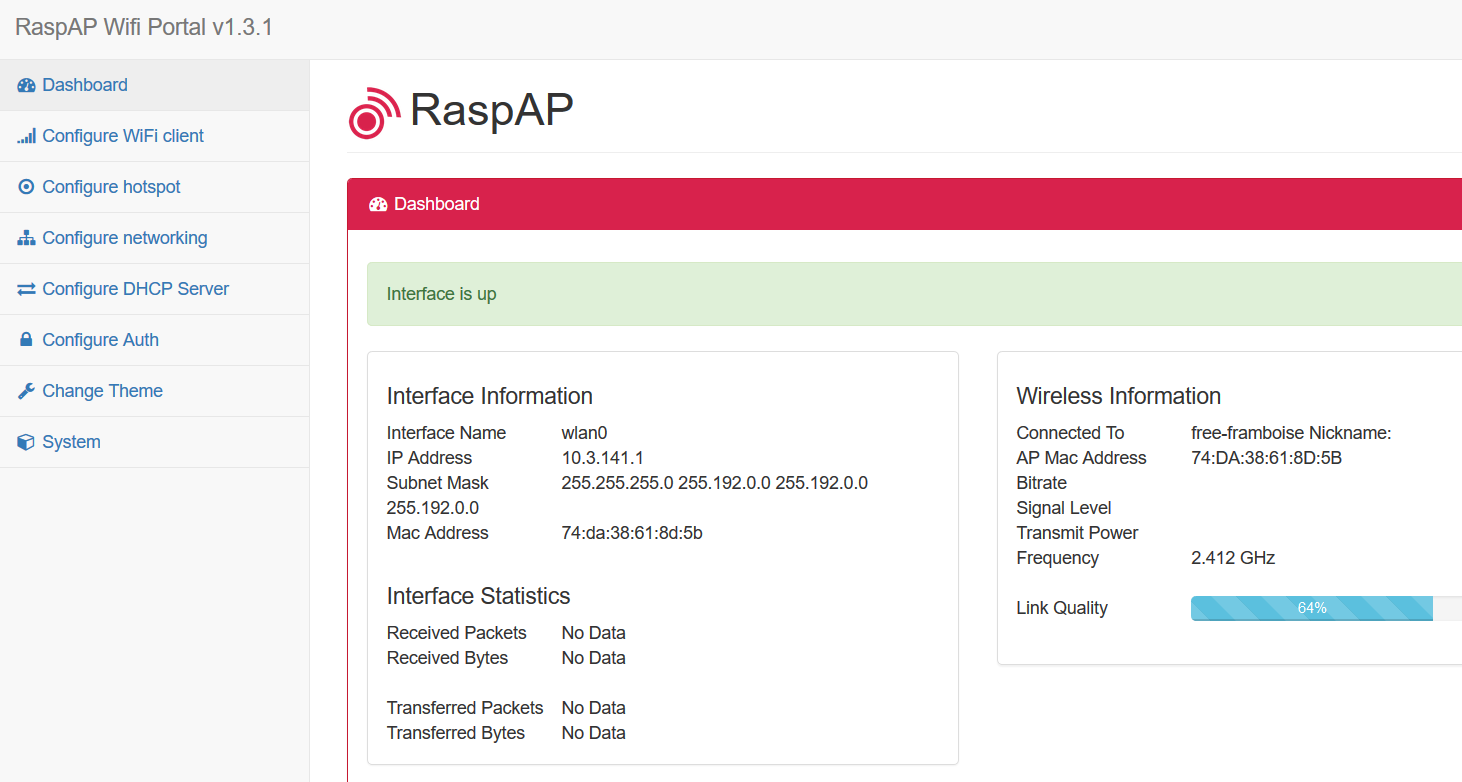 RaspAP Wifi Portal v1.3.1
Dashboard
Configure WiFi client
Configure hotspot
Configure networking
Configure DHCP Server
Configure Auth
Change Theme
System
RaspAP
Dashboard
Interface is up
Interface Information
Interface Name wlan0
IP Address 10.3.141.1
Subnet Mask 255.255.255.0 255.192.0.0 255.192.0.0
255.192.0.0
Mac Address 74:da:38:61:8d:5b
Interface Statistics
Received Packets No Data
Received Bytes No Data
Transferred Packets No Data
Transferred Bytes No Data
Wireless Information
Connected To free-framboise Nickname:
AP Mac Address 74:DA:38:61:8D:5B
Bitrate
Signal Level
Transmit Power
Frequency 2.412 GHz
Link Quality 64%